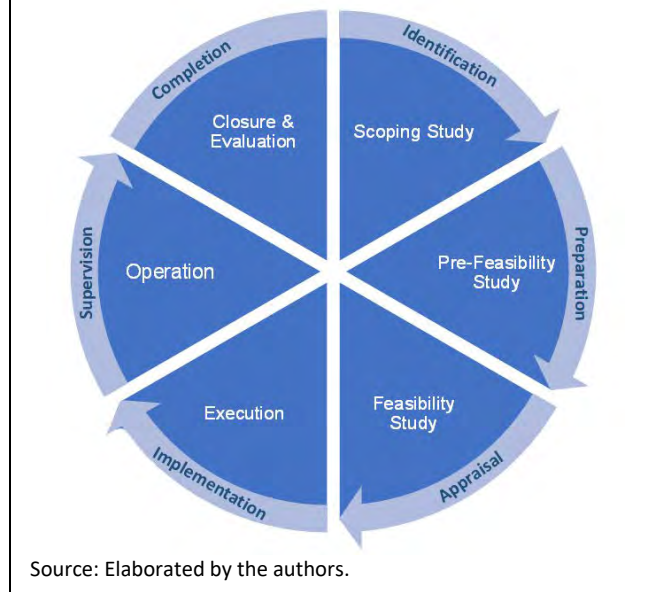 Identification
Scoping Study
Preparation
Pre-Feasibility
Study
Appraisal
Feasibility
Study
Implementation
Execution
Supervision
Operation
Completion
Closure &
Evaluation
Source: Elaborated by the authors.